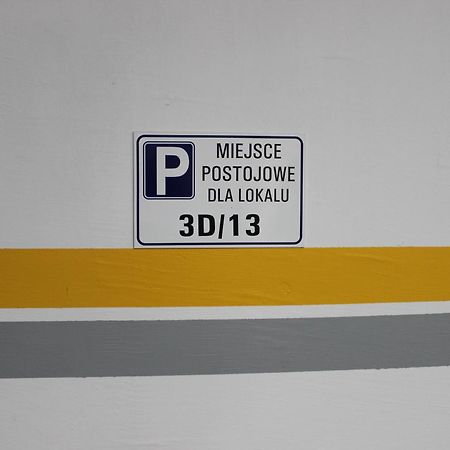 P
MIEJSCE
POSTOJOWE
DLA LOKALU
3D/13